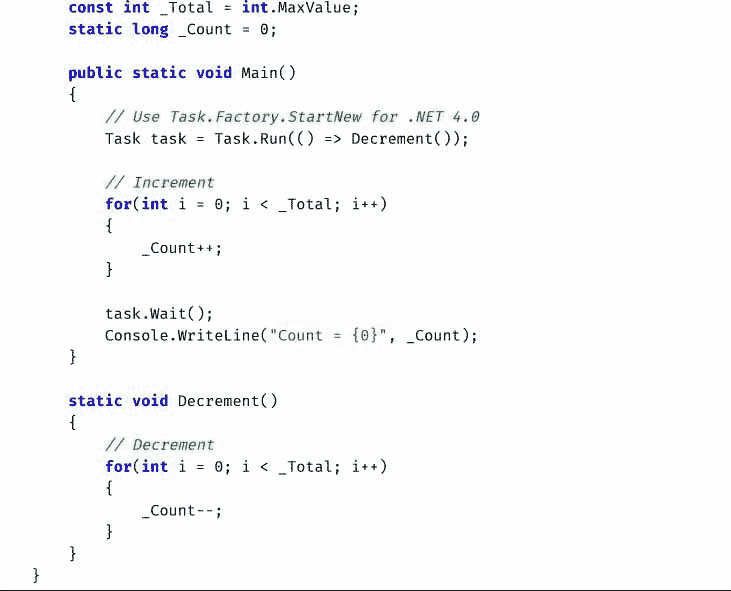 const int _Total = int.MaxValue;
static long _Count = 0;
public static void Main()
{
// Use Task.Factory.StartNew for .NET 4.0
Task task = Task.Run(() => Decrement());
// Increment
for(int i = 0; i < _Total; i++)
{
_Count++;
}
task.Wait();
Console.WriteLine("Count = {0}", _Count);
}
static void Decrement()
{
// Decrement
for(int i = 0; i < _Total; i++)
{
_Count--;
}
}
}